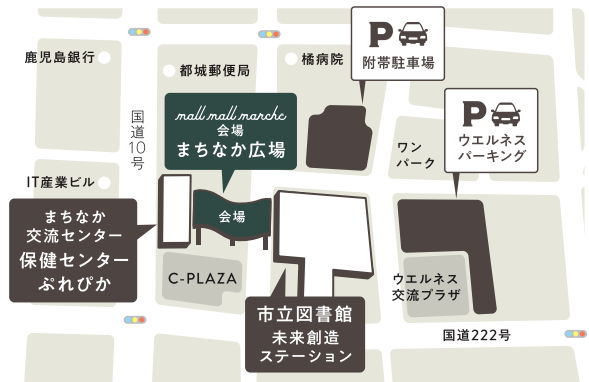 P
附帯駐車場
鹿児島銀行
都城郵便局
橘病院
P
ウエルネス
パーキング
国道10号
mall mall marche
会場
まちなか広場
ワン
パーク
IT産業ビル
まちなか
交流センター
保健センター
ぷれぴか
会場
C-PLAZA
ウエルネス
交流プラザ
市立図書館
未来創造
ステーション
国道222号